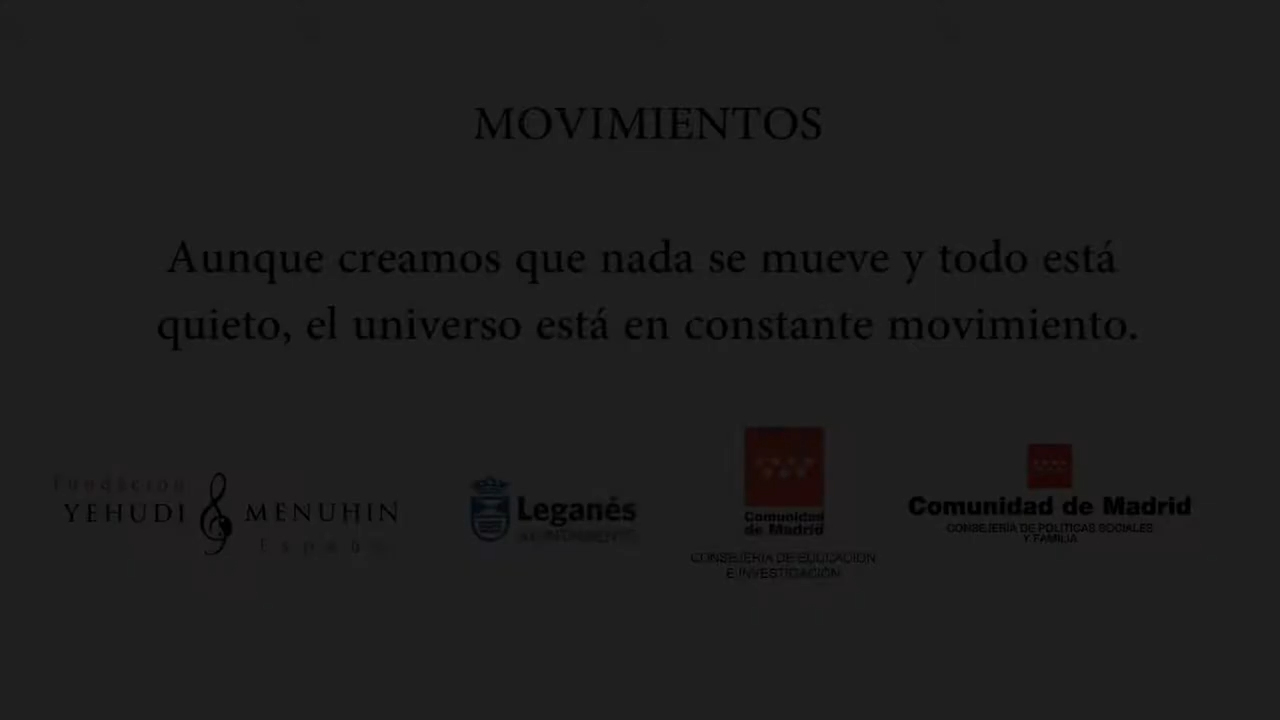 MOVIMIENTOS
Aunque creamos que nada se mueve y todo está
quieto, el universo está en constante movimiento.
Fundación
YEHUDI MENUHIN
España
Leganés
AYUNTAMIENTO
Comunidad
de Madrid
CONSEJERÍA DE EDUCACIÓN
E INVESTIGACIÓN
Comunidad de Madrid
CONSEJERÍA DE POLÍTICAS SOCIALES
Y FAMILIA